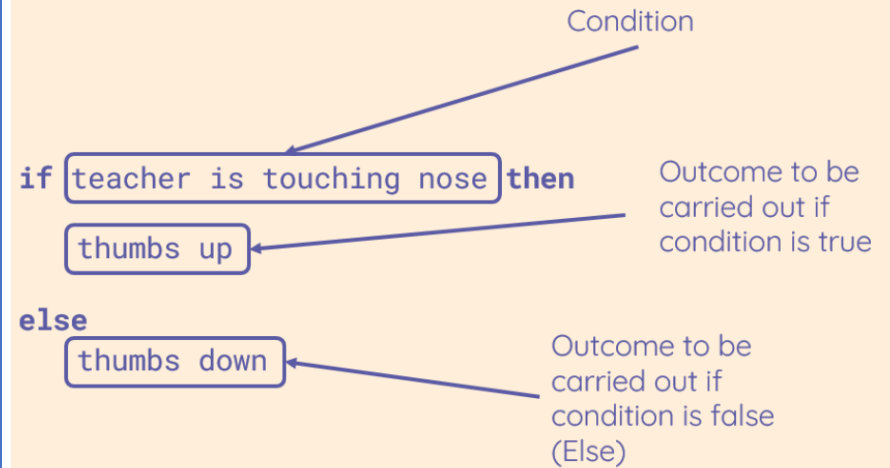 Condition
if teacher is touching nose then
thumbs up
Outcome to be
carried out if
condition is true
else
thumbs down
Outcome to be
carried out if
condition is false
(Else)